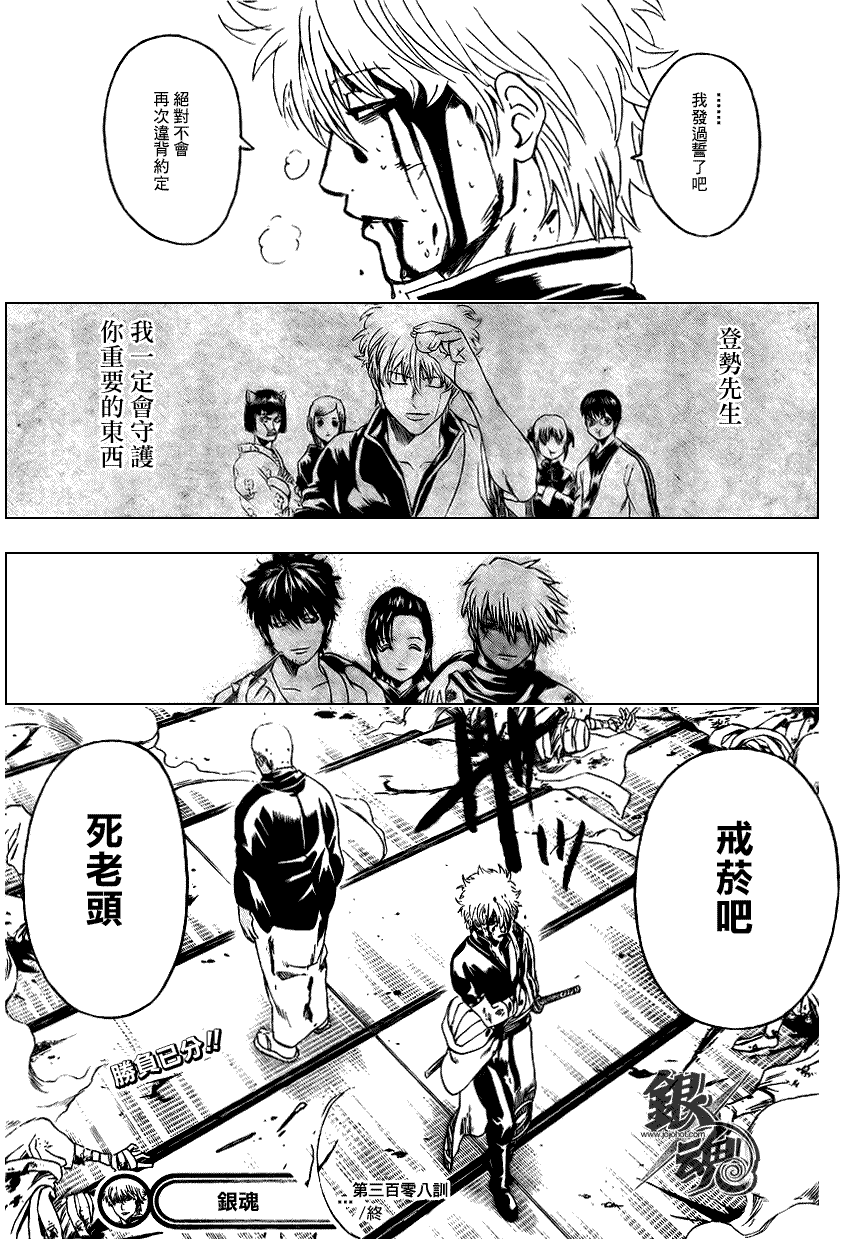 ……
我發過誓了吧
絕對不會
再次違背約定
登勢先生
我一定會守護
你重要的東西
戒菸吧
死老頭
勝負已分!!
銀魂
www.jojohot.com
銀魂
第三百零八訓
…
/終